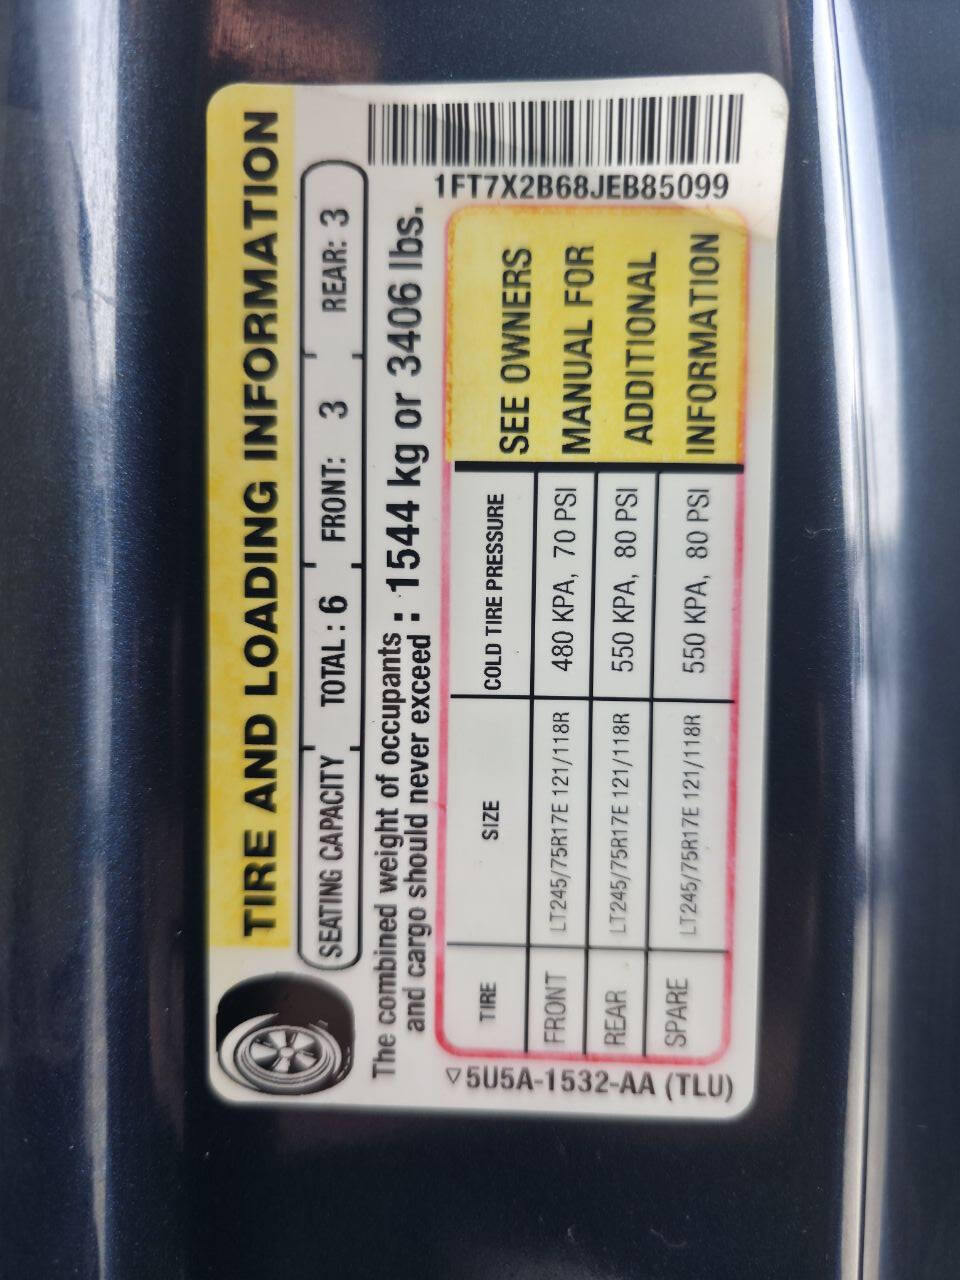 TIRE AND LOADING INFORMATION
SEATING CAPACITY TOTAL : 6 FRONT: 3 REAR: 3
The combined weight of occupants
and cargo should never exceed : 1544 kg or 3406 lbs.
1FT7X2B68JEB85099
TIRE SIZE COLD TIRE PRESSURE
FRONT LT245/75R17E 121/118R 480 KPA, 70 PSI
REAR LT245/75R17E 121/118R 550 KPA, 80 PSI
SPARE LT245/75R17E 121/118R 550 KPA, 80 PSI
SEE OWNERS
MANUAL FOR
ADDITIONAL
INFORMATION
▽5U5A-1532-AA (TLU)